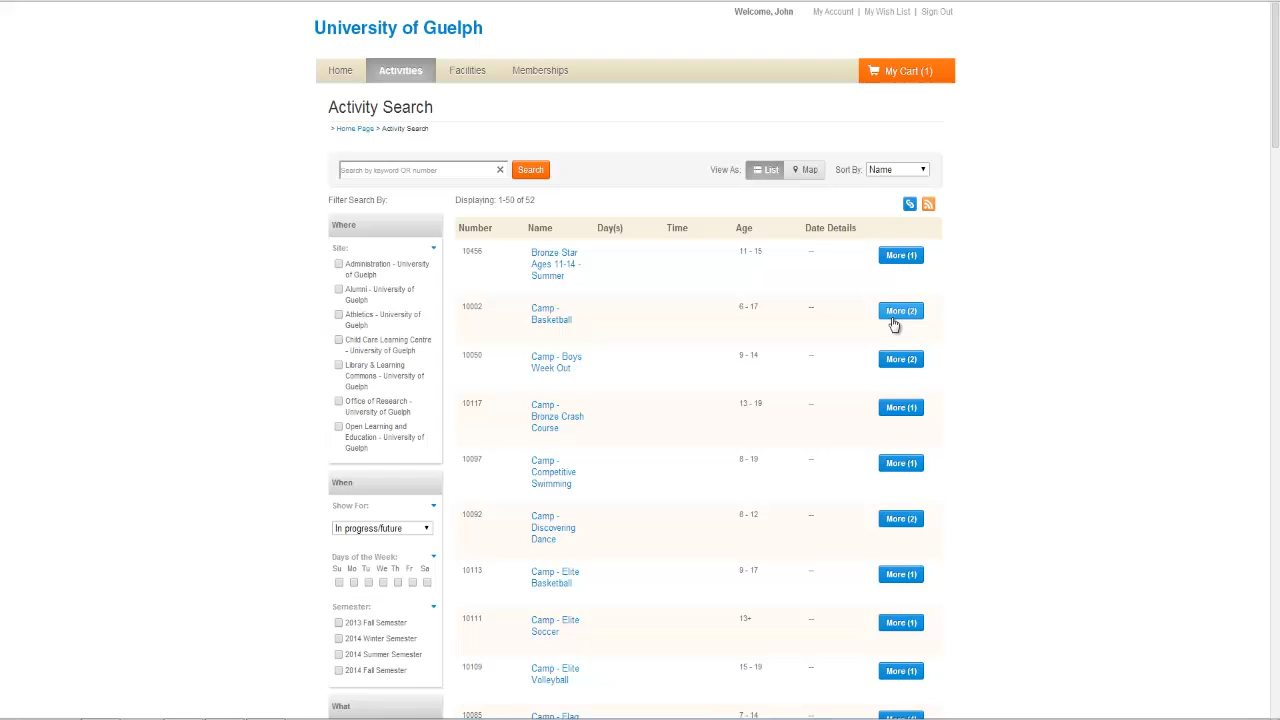 Welcome, John My Account | My Wish List | Sign Out
University of Guelph
Home Activities Facilities Memberships My Cart (1)
Activity Search
> Home Page > Activity Search
Search by keyword OR number Search View As: List Map Sort By: Name
Filter Search By: Displaying: 1-50 of 52
Where
Site:
Administration - University
of Guelph
Alumni - University of
Guelph
Athletics - University of
Guelph
Child Care Learning Centre
- University of Guelph
Library & Learning
Commons - University of
Guelph
Office of Research -
University of Guelph
Open Learning and
Education - University of
Guelph
When
Show For:
In progress/future
Days of the Week:
Su Mo Tu We Th Fr Sa
Semester:
2013 Fall Semester
2014 Winter Semester
2014 Summer Semester
2014 Fall Semester
What
Number Name Day(s) Time Age Date Details
10456 Bronze Star 11 - 15 -- More (1)
Ages 11-14 -
Summer
10002 Camp - 6 - 17 -- More (2)
Basketball
10050 Camp - Boys 9 - 14 -- More (2)
Week Out
10117 Camp - 13 - 19 -- More (1)
Bronze Crash
Course
10097 Camp - 8 - 19 -- More (1)
Competitive
Swimming
10092 Camp - 8 - 12 -- More (2)
Discovering
Dance
10113 Camp - Elite 9 - 17 -- More (1)
Basketball
10111 Camp - Elite 13+ -- More (1)
Soccer
10109 Camp - Elite 15 - 19 -- More (1)
Volleyball
10085 Camp - Flag 7 - 14 -- More (4)